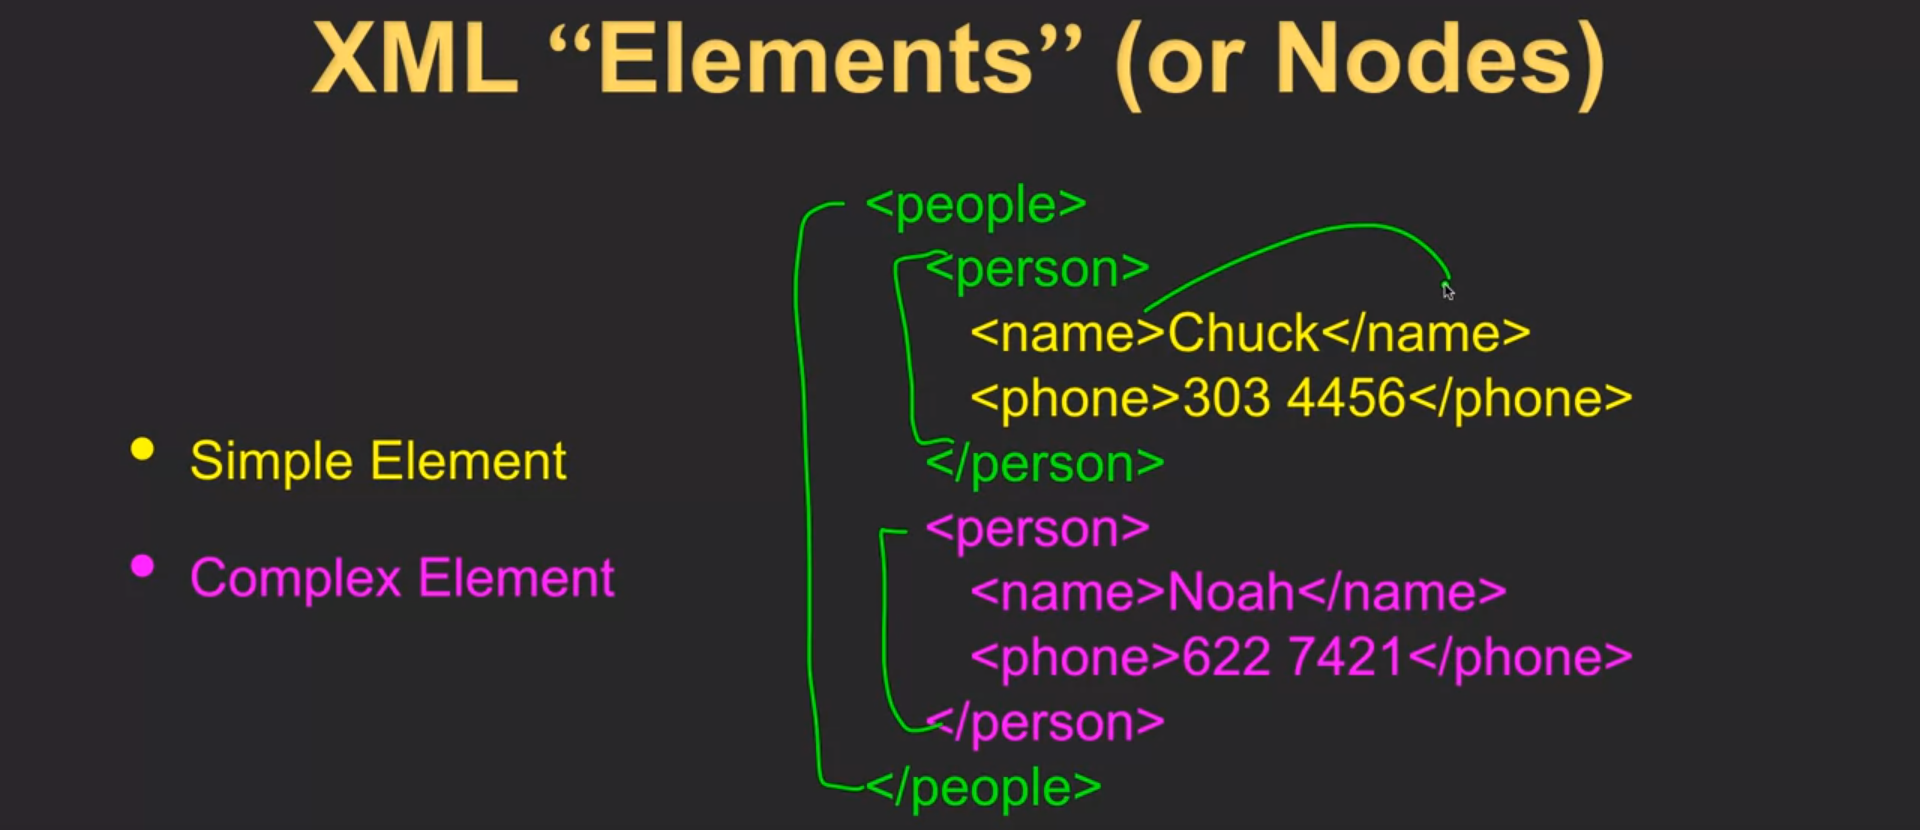 XML “Elements” (or Nodes)
<people>
<person>
<name>Chuck</name>
<phone>303 4456</phone>
</person>
<person>
<name>Noah</name>
<phone>622 7421</phone>
</person>
</people>
• Simple Element
• Complex Element